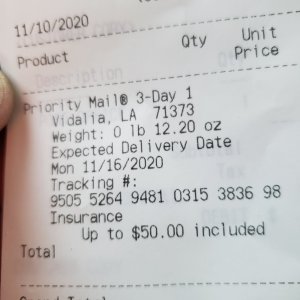 11/10/2020
Product Qty Unit
Price
Priority Mail® 3-Day 1
Vidalia, LA 71373
Weight: 0 lb 12.20 oz
Expected Delivery Date
Mon 11/16/2020
Tracking #:
9505 5264 9481 0315 3836 98
Insurance
Up to $50.00 included
Total